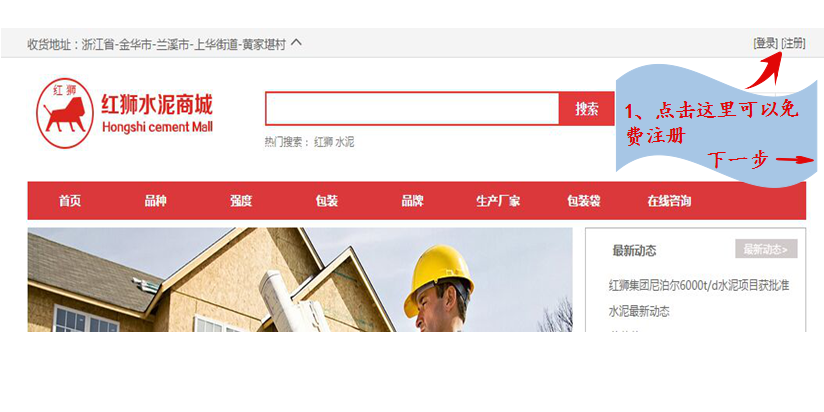 收货地址：浙江省-金华市-兰溪市-上华街道-黄家堪村
[登录] [注册]
红狮
红狮水泥商城
Hongshi cement Mall
搜索
热门搜索： 红狮 水泥
1、点击这里可以免
费注册
下一步
首页 品种 强度 包装 品牌 生产厂家 包装袋 在线咨询
最新动态 最新动态>
红狮集团尼泊尔6000t/d水泥项目获批准
水泥最新动态